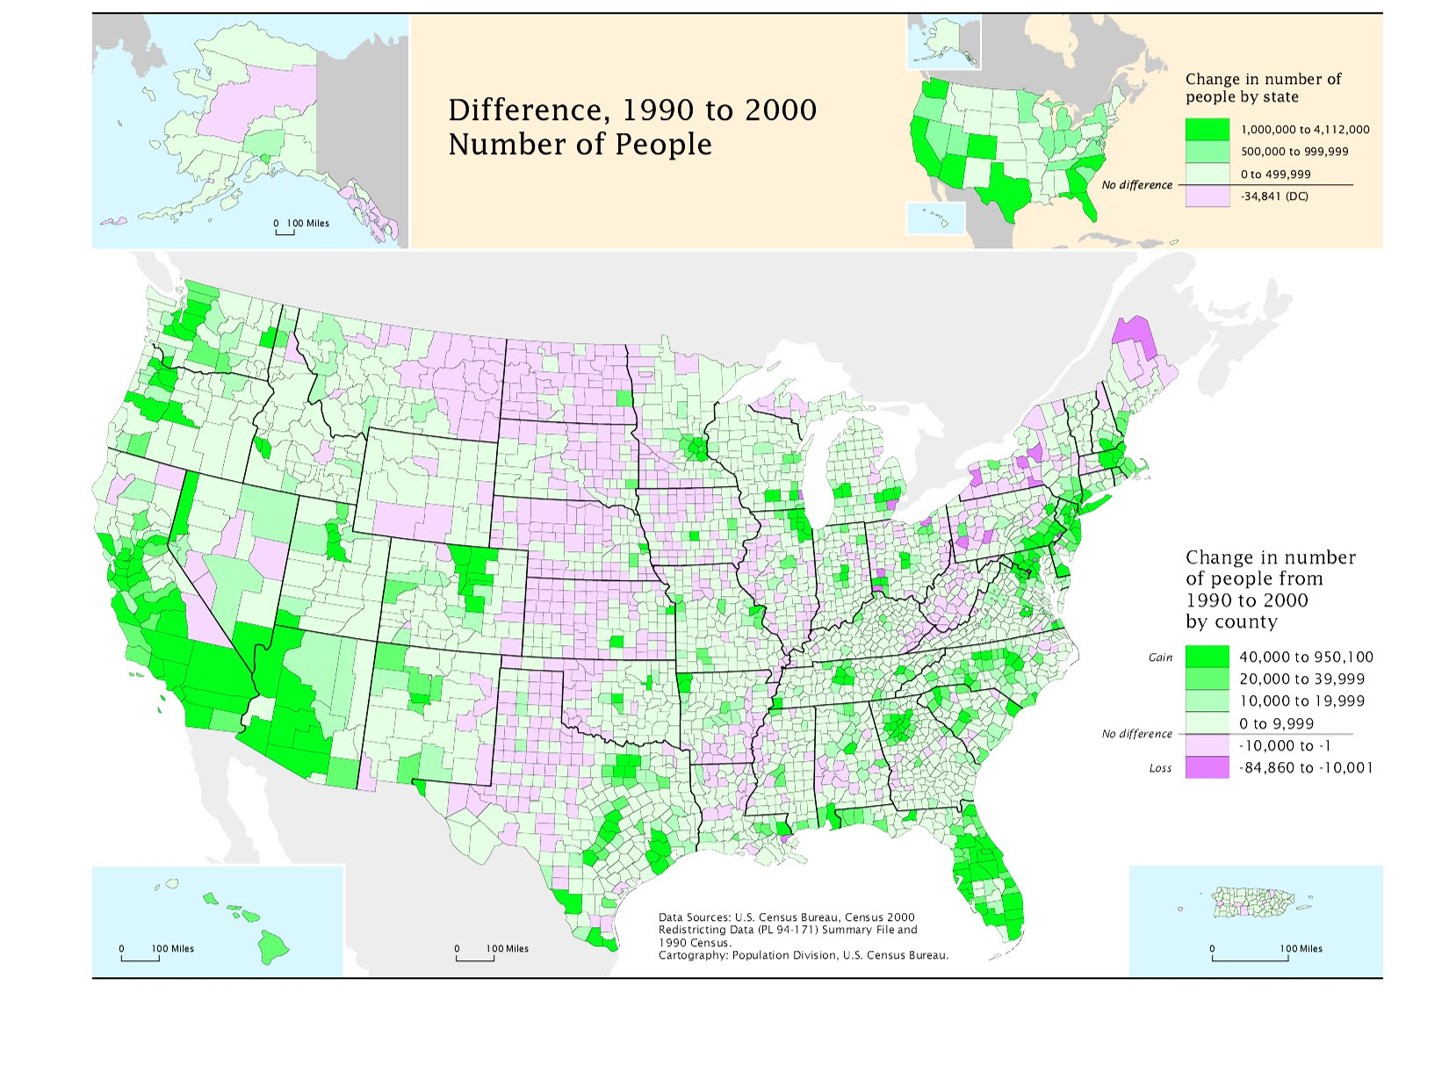 Difference, 1990 to 2000
Number of People
Change in number of
people by state
1,000,000 to 4,112,000
500,000 to 999,999
0 to 499,999
No difference
-34,841 (DC)
0 100 Miles
Change in number
of people from
1990 to 2000
by county
Gain
40,000 to 950,100
20,000 to 39,999
10,000 to 19,999
0 to 9,999
No difference
-10,000 to -1
Loss
-84,860 to -10,001
0 100 Miles
0 100 Miles
Data Sources: U.S. Census Bureau, Census 2000
Redistricting Data (PL 94-171) Summary File and
1990 Census.
Cartography: Population Division, U.S. Census Bureau.
0 100 Miles